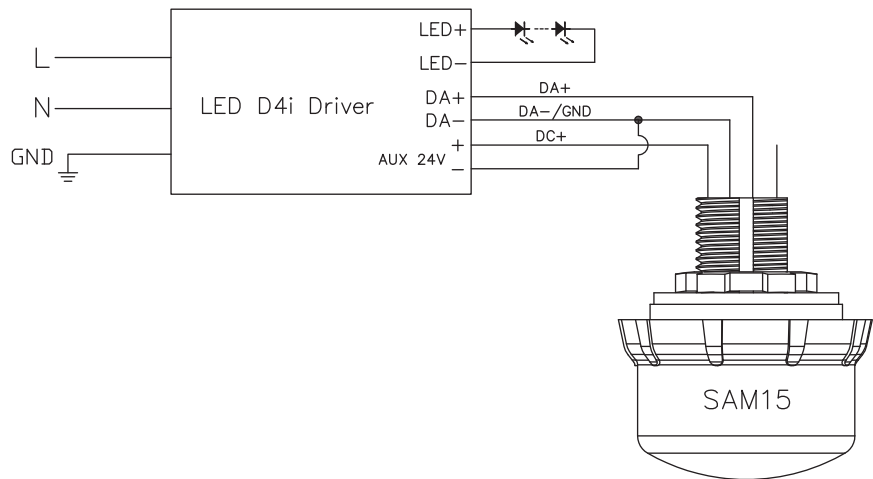 LED+
L
LED-
DA+
DA+
N
LED D4i Driver
DA-
DA-/GND
+
DC+
GND
AUX 24V
-
SAM15